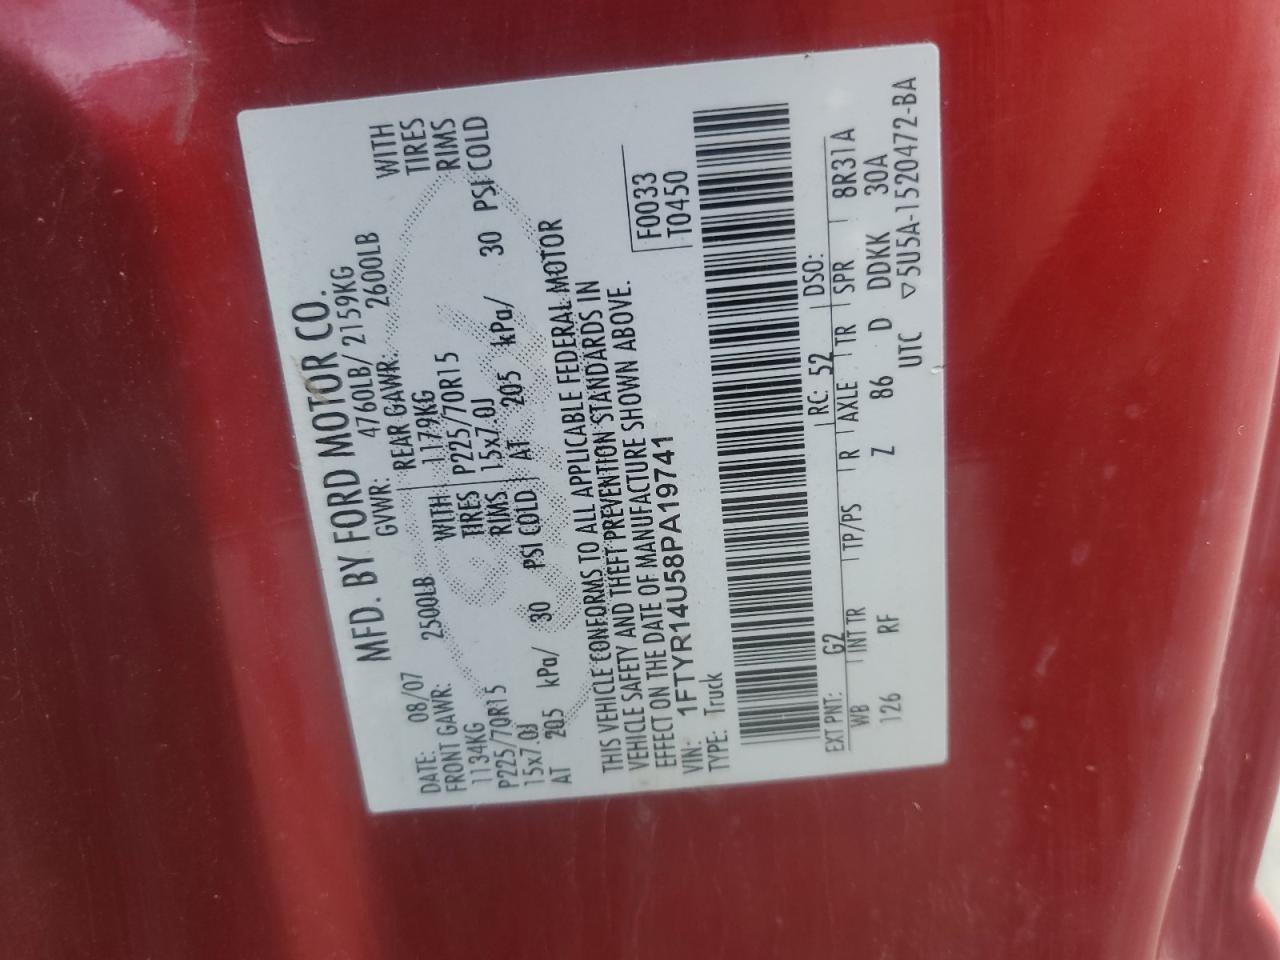 MFD. BY FORD MOTOR CO.
DATE: 08/07 GVWR: 4760LB/ 2159KG
FRONT GAWR: 2500LB REAR GAWR: 2600LB
1134KG WITH 1179KG WITH
P225/70R15 TIRES P225/70R15 TIRES
15x7.0J RIMS 15x7.0J RIMS
AT 205 kPa/ 30 PSI COLD AT 205 kPa/ 30 PSI COLD
THIS VEHICLE CONFORMS TO ALL APPLICABLE FEDERAL MOTOR
VEHICLE SAFETY AND THEFT PREVENTION STANDARDS IN
EFFECT ON THE DATE OF MANUFACTURE SHOWN ABOVE.
VIN: 1FTYR14U58PA19741 F0033
TYPE: Truck T0450
EXT PNT: G2 RC: 52 DSO:
WB INT TR TP/PS R AXLE TR SPR 8R31A
126 RF Z 86 D DDKK 30A
UTC ▽5U5A-1520472-BA